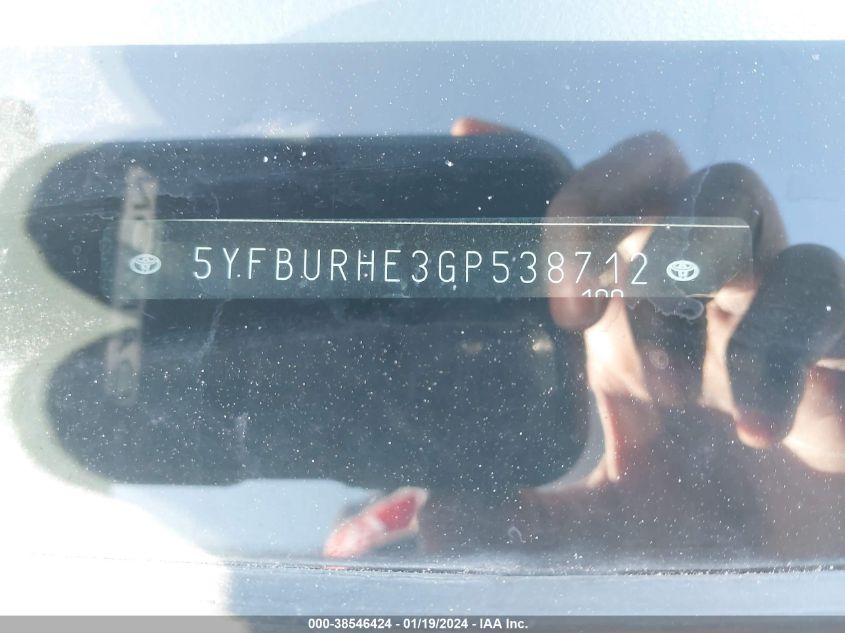 5YFBURHE3GP538712
000-38546424 - 01/19/2024 - IAA Inc.